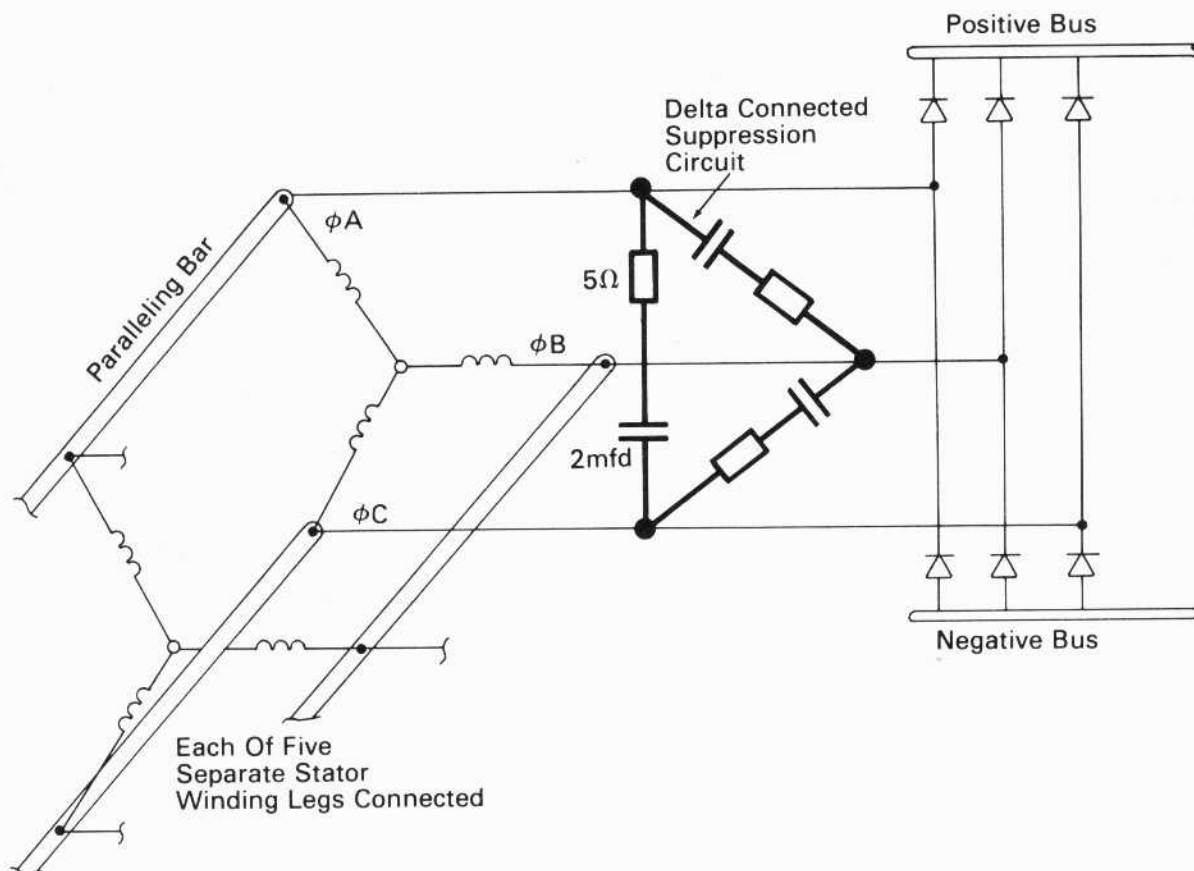 Positive Bus
Delta Connected
Suppression
Circuit
ϕA
Paralleling Bar
5Ω
ϕB
2mfd
ϕC
Negative Bus
Each Of Five
Separate Stator
Winding Legs Connected